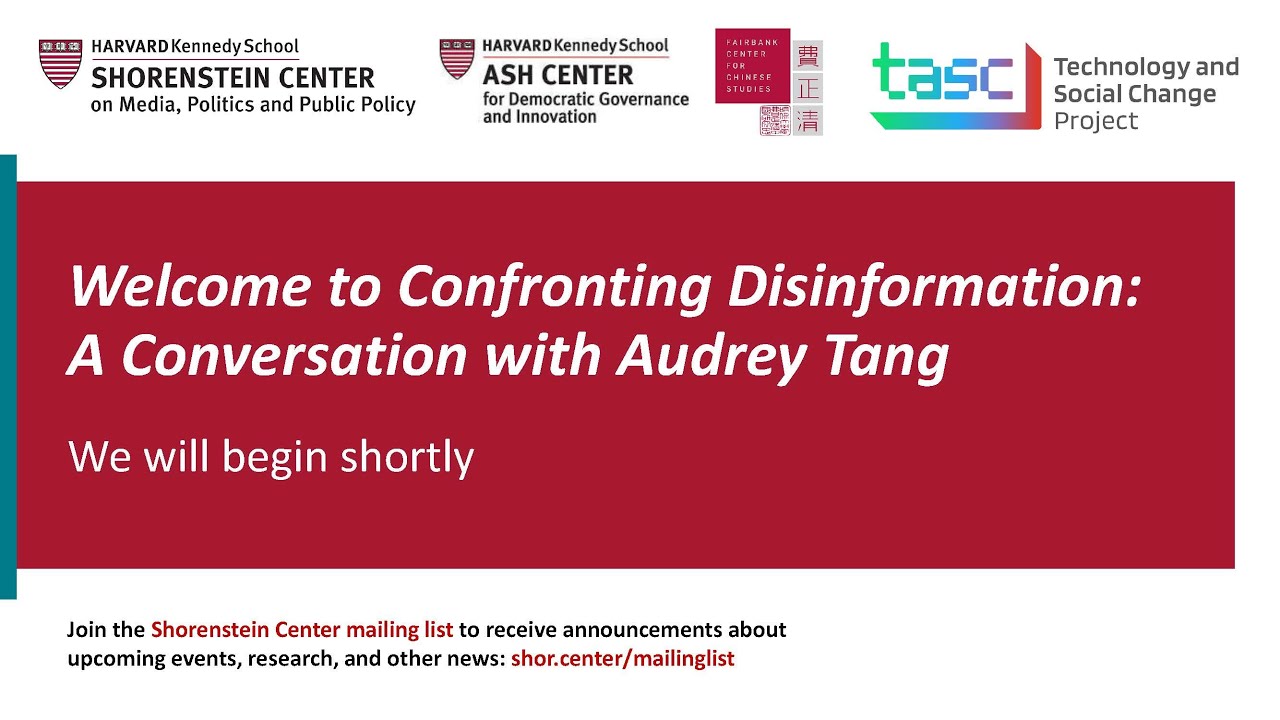 HARVARD Kennedy School
SHORENSTEIN CENTER
on Media, Politics and Public Policy
HARVARD Kennedy School
ASH CENTER
for Democratic Governance
and Innovation
FAIRBANK
CENTER
FOR
CHINESE
STUDIES
費
正
清
tasc
Technology and
Social Change
Project
Welcome to Confronting Disinformation:
A Conversation with Audrey Tang
We will begin shortly
Join the Shorenstein Center mailing list to receive announcements about
upcoming events, research, and other news: shor.center/mailinglist